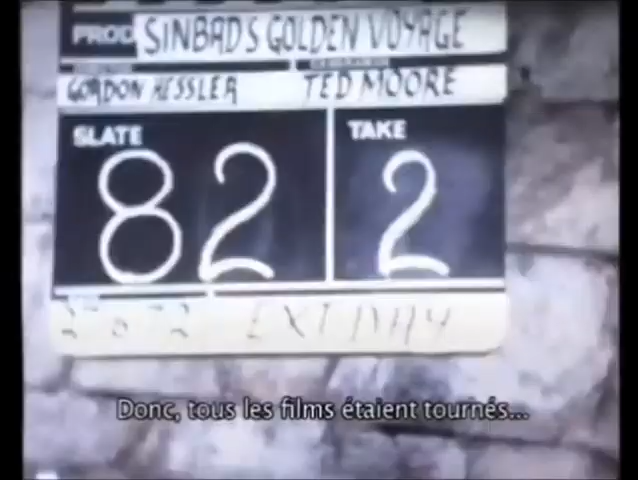 PROD SINBAD'S GOLDEN VOYAGE
GORDON HESSLER TED MOORE
SLATE TAKE
82 2
EXT DAY
Donc, tous les films étaient tournés...